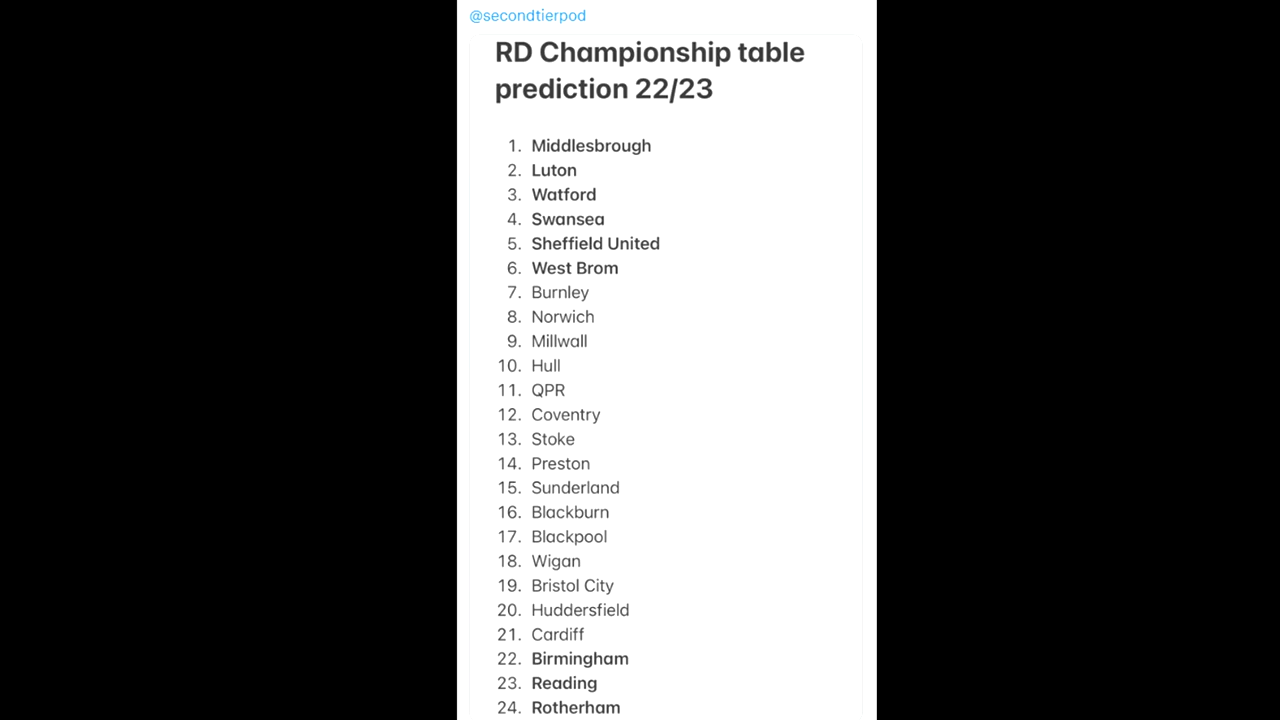 @secondtierpod
RD Championship table
prediction 22/23
1. Middlesbrough
2. Luton
3. Watford
4. Swansea
5. Sheffield United
6. West Brom
7. Burnley
8. Norwich
9. Millwall
10. Hull
11. QPR
12. Coventry
13. Stoke
14. Preston
15. Sunderland
16. Blackburn
17. Blackpool
18. Wigan
19. Bristol City
20. Huddersfield
21. Cardiff
22. Birmingham
23. Reading
24. Rotherham